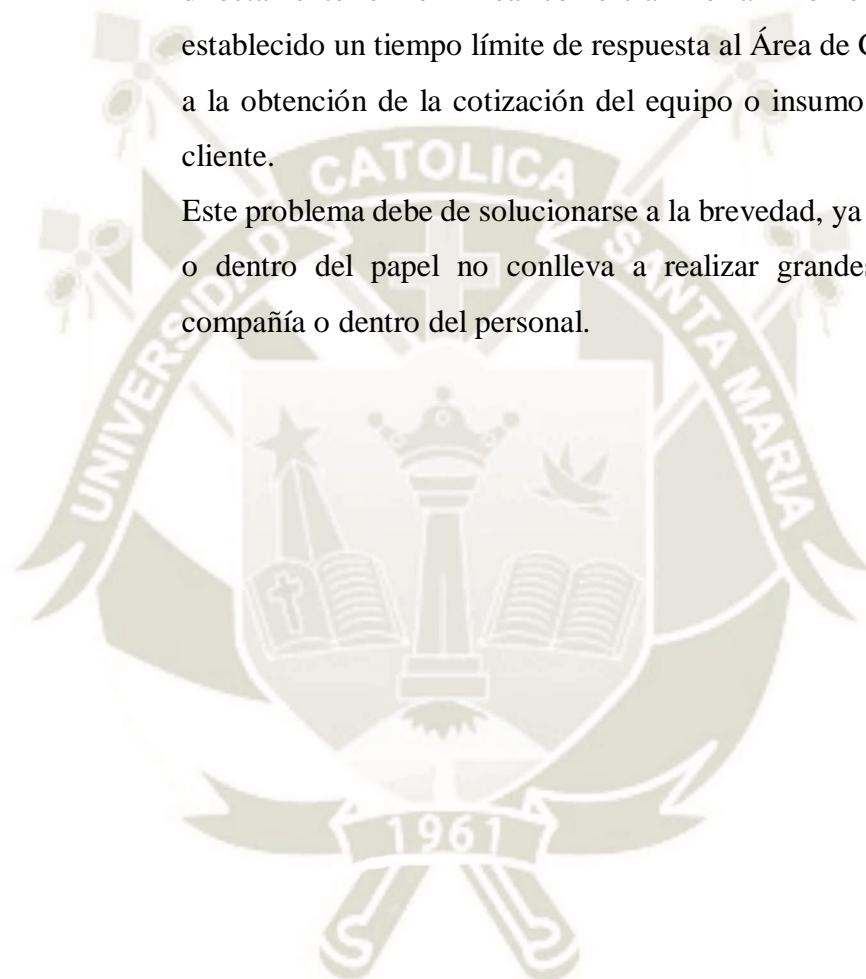 establecido un tiempo límite de respuesta al Área de
a la obtención de la cotización del equipo o insumo
cliente.
Este problema debe de solucionarse a la brevedad, ya
o dentro del papel no conlleva a realizar grandes
compañía o dentro del personal.
UNIVERSIDAD CATOLICA SANTA MARIA
1961